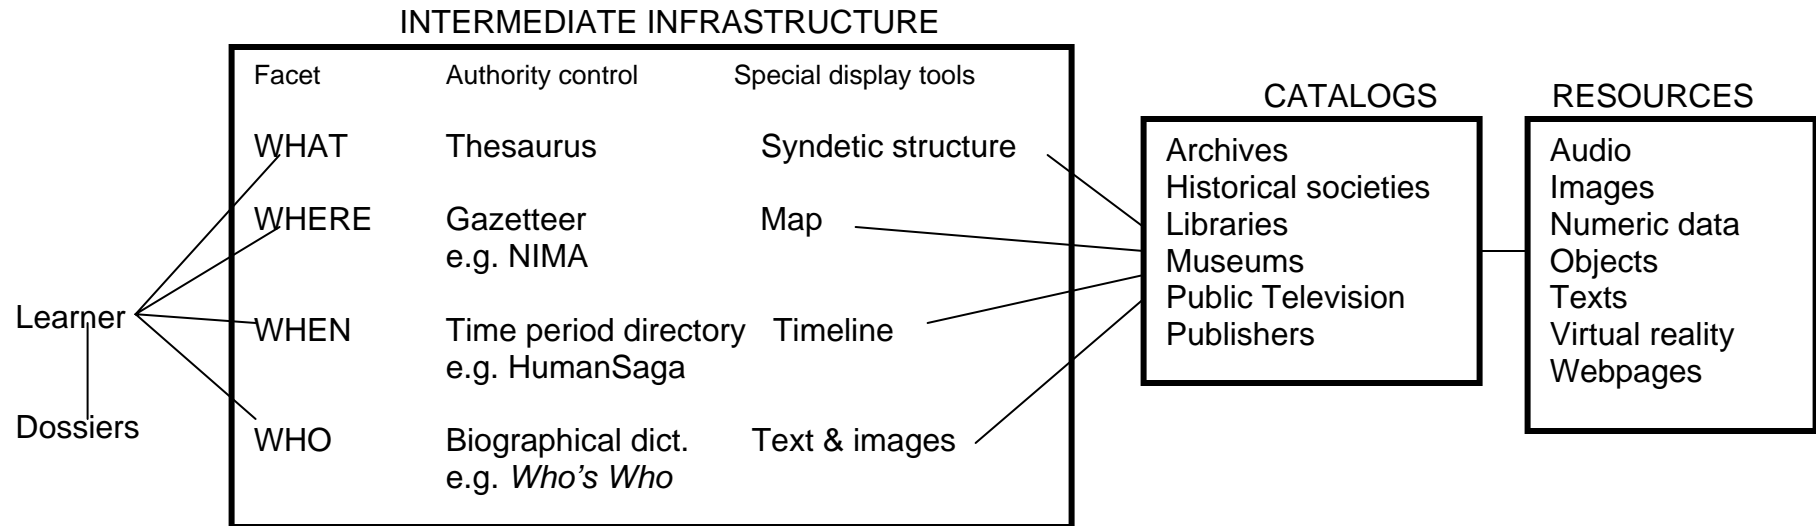 INTERMEDIATE INFRASTRUCTURE
Facet Authority control Special display tools
WHAT Thesaurus Syndetic structure
WHERE Gazetteer Map
e.g. NIMA
Learner
WHEN Time period directory Timeline
e.g. HumanSaga
Dossiers
WHO Biographical dict. Text & images
e.g. Who's Who
CATALOGS
Archives
Historical societies
Libraries
Museums
Public Television
Publishers
RESOURCES
Audio
Images
Numeric data
Objects
Texts
Virtual reality
Webpages